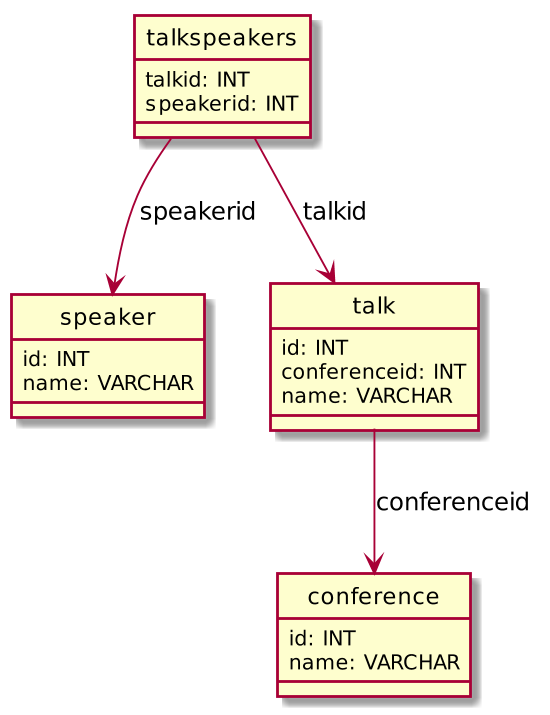 talkspeakers
talkid: INT
speakerid: INT
speakerid
talkid
speaker
id: INT
name: VARCHAR
talk
id: INT
conferenceid: INT
name: VARCHAR
conferenceid
conference
id: INT
name: VARCHAR